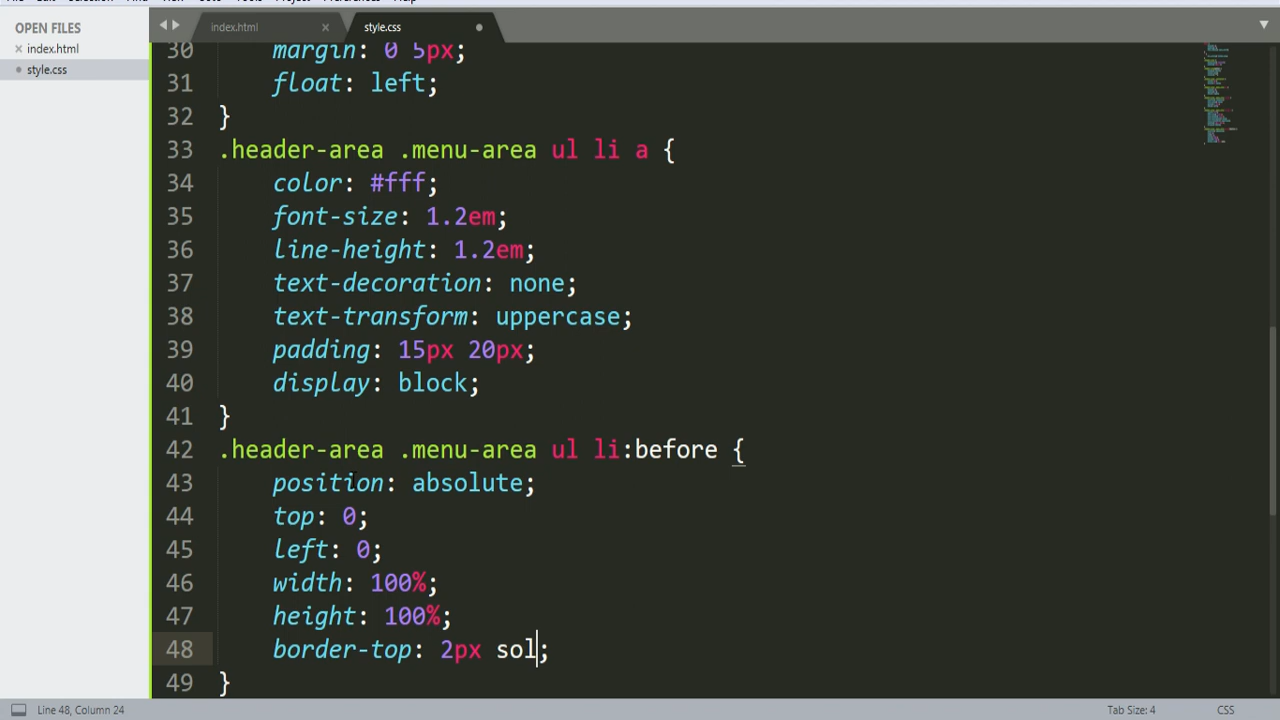 OPEN FILES
index.html
style.css
index.html
style.css
30 margin: 0 5px;
31 float: left;
32 }
33 .header-area .menu-area ul li a {
34 color: #fff;
35 font-size: 1.2em;
36 line-height: 1.2em;
37 text-decoration: none;
38 text-transform: uppercase;
39 padding: 15px 20px;
40 display: block;
41 }
42 .header-area .menu-area ul li:before {
43 position: absolute;
44 top: 0;
45 left: 0;
46 width: 100%;
47 height: 100%;
48 border-top: 2px sol;
49 }
Line 48, Column 24
Tab Size: 4
CSS